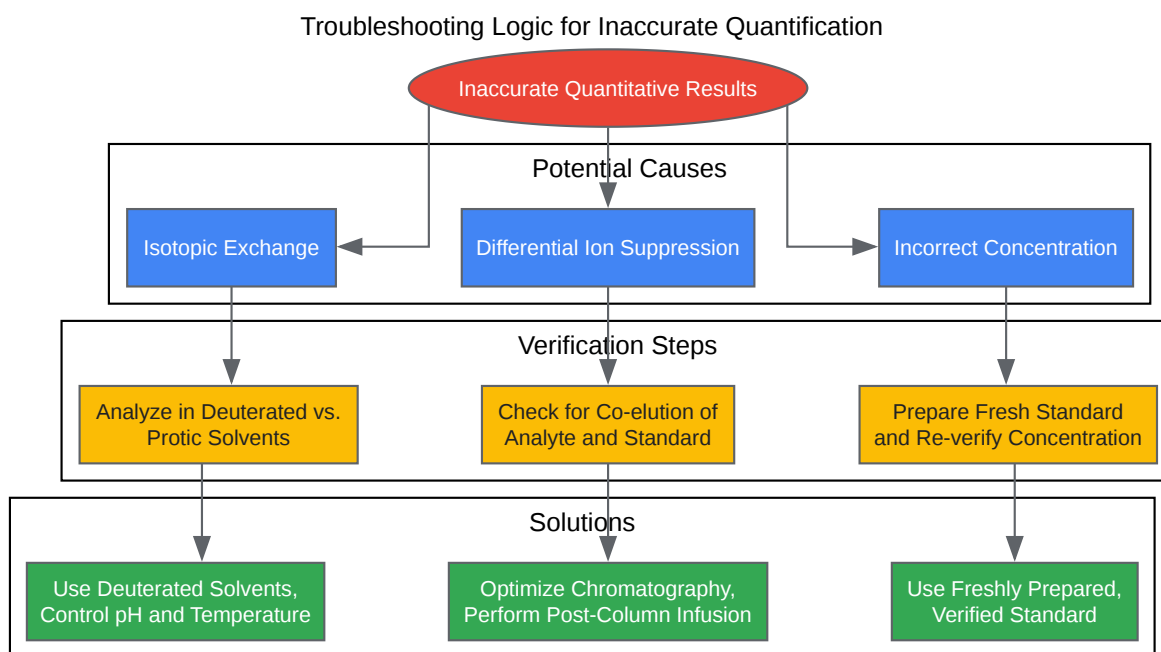 Troubleshooting Logic for Inaccurate Quantification
Inaccurate Quantitative Results
Potential Causes
Isotopic Exchange
Differential Ion Suppression
Incorrect Concentration
Verification Steps
Analyze in Deuterated vs.
Protic Solvents
Check for Co-elution of
Analyte and Standard
Prepare Fresh Standard
and Re-verify Concentration
Solutions
Use Deuterated Solvents,
Control pH and Temperature
Optimize Chromatography,
Perform Post-Column Infusion
Use Freshly Prepared,
Verified Standard